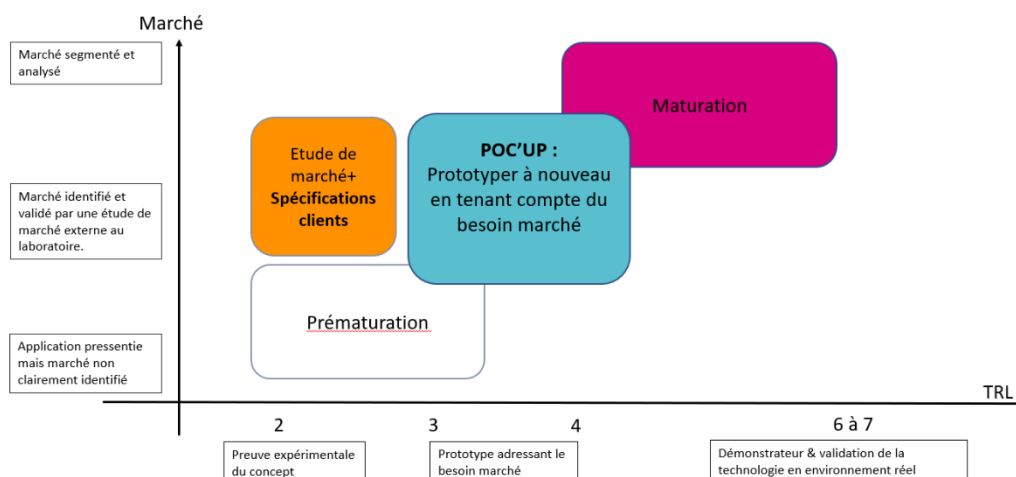 Marché
Marché segmenté et
analysé
Maturation
Etude de
marché+
Spécifications
clients
POC’UP :
Prototyper à nouveau
en tenant compte du
besoin marché
Marché identifié et
validé par une étude de
marché externe au
laboratoire.
Prématuration
Application pressentie
mais marché non
clairement identifié
TRL
2
3
4
6 à 7
Preuve expérimentale
du concept
Prototype adressant le
besoin marché
Démonstrateur & validation de la
technologie en environnement réel